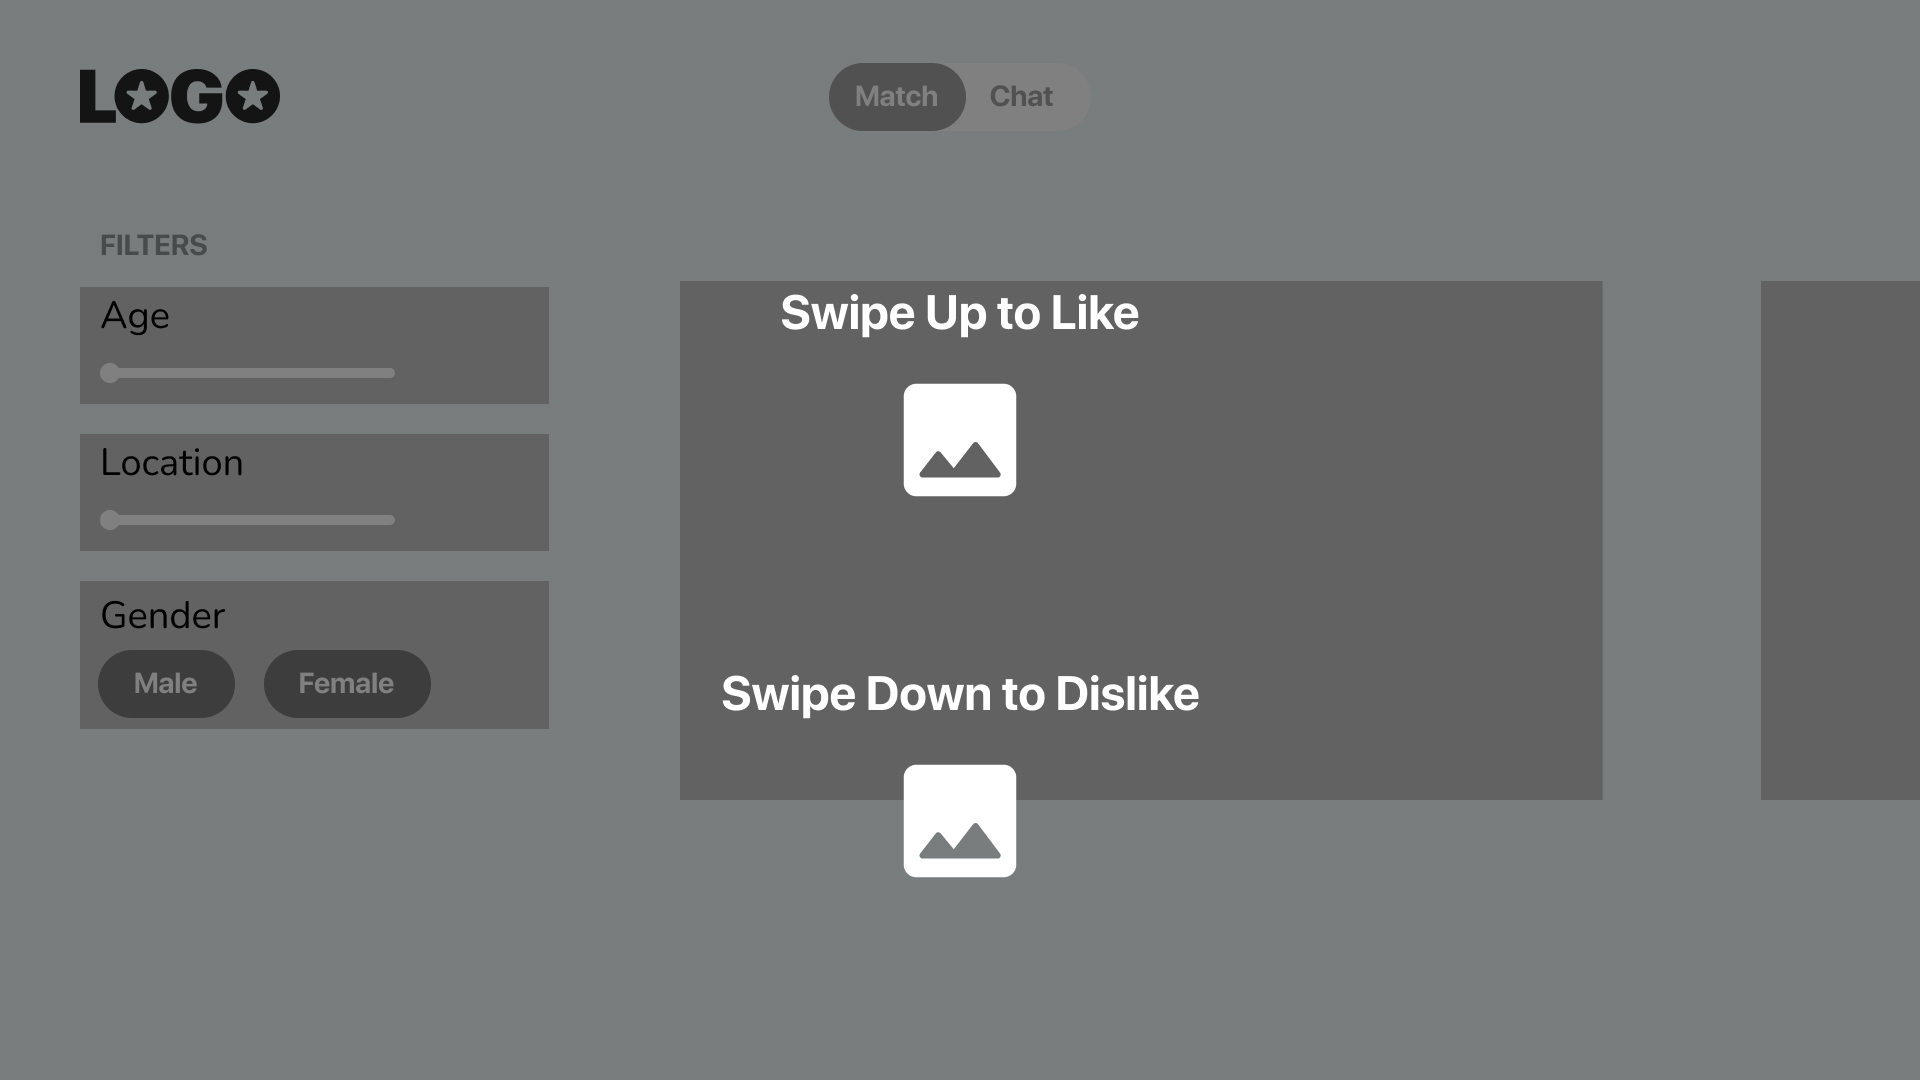 LOGO
Match Chat
FILTERS
Age
Location
Gender
Male Female
Swipe Up to Like
Swipe Down to Dislike